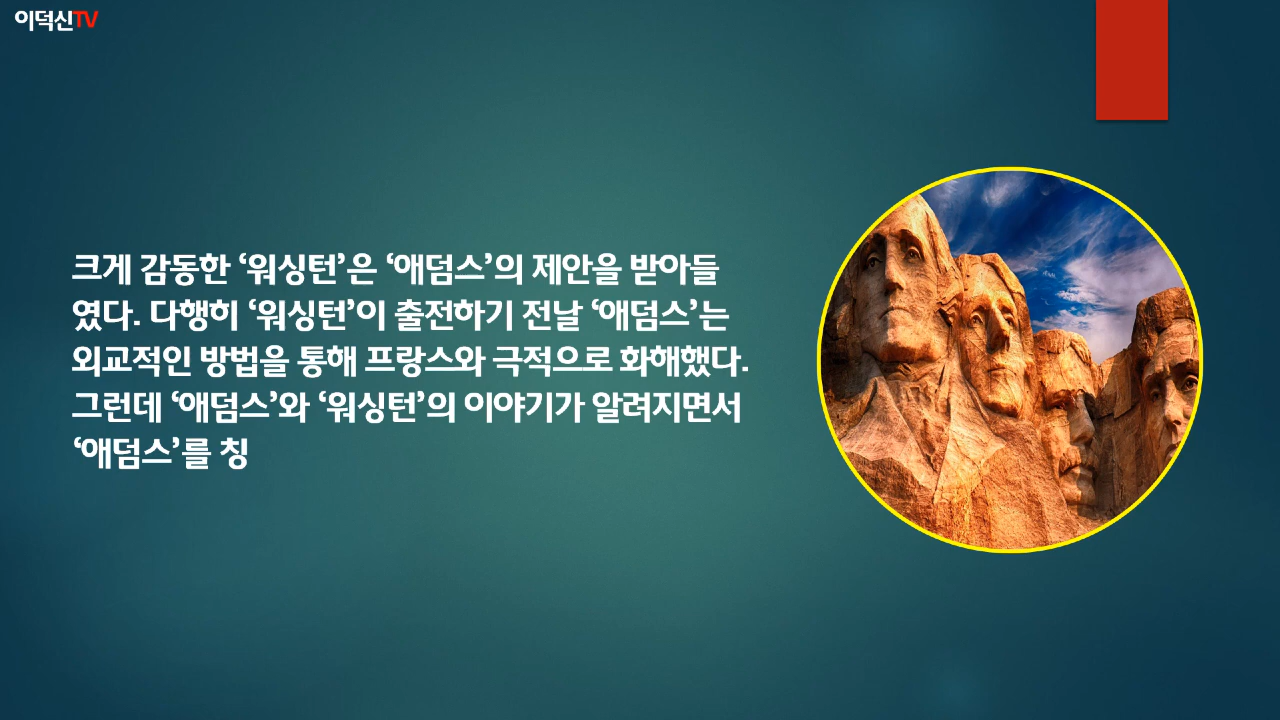 이덕신TV
크게 감동한 ‘워싱턴’은 ‘애덤스’의 제안을 받아들
였다. 다행히 ‘워싱턴’이 출전하기 전날 ‘애덤스’는
외교적인 방법을 통해 프랑스와 극적으로 화해했다.
그런데 ‘애덤스’와 ‘워싱턴’의 이야기가 알려지면서
‘애덤스’를 칭